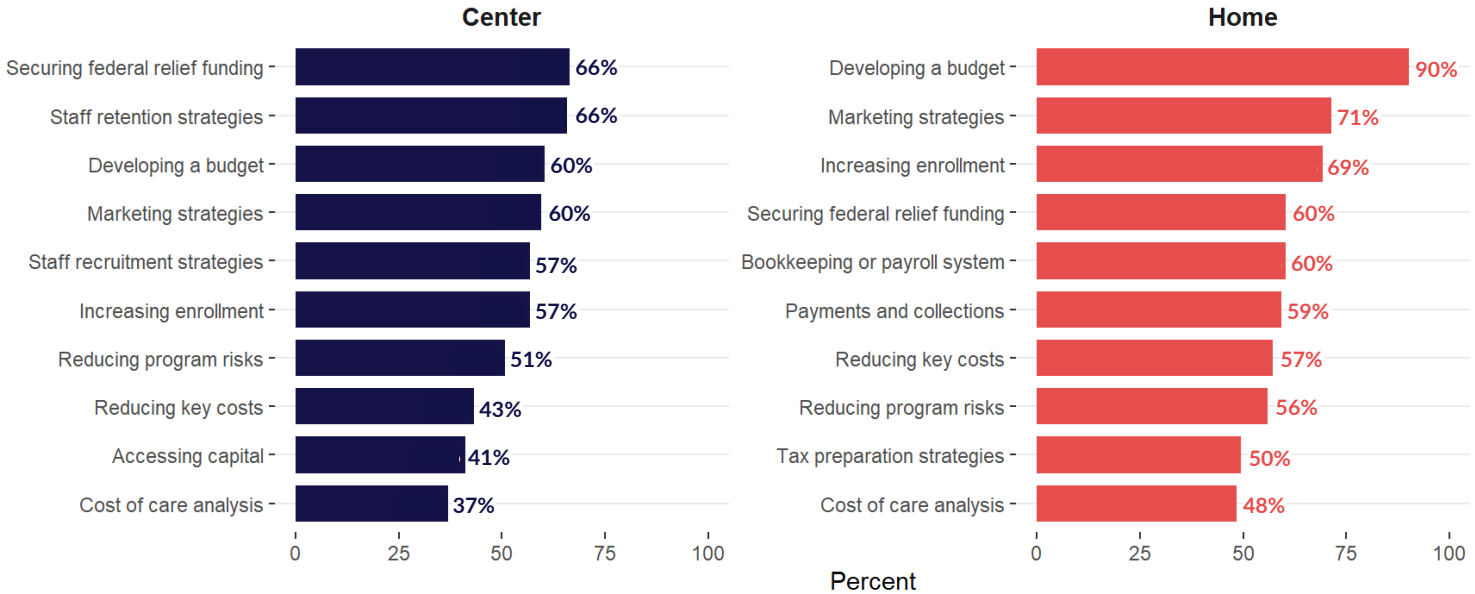 Center
Securing federal relief funding 66%
Staff retention strategies 66%
Developing a budget 60%
Marketing strategies 60%
Staff recruitment strategies 57%
Increasing enrollment 57%
Reducing program risks 51%
Reducing key costs 43%
Accessing capital 41%
Cost of care analysis 37%
0 25 50 75 100
Home
Developing a budget 90%
Marketing strategies 71%
Increasing enrollment 69%
Securing federal relief funding 60%
Bookkeeping or payroll system 60%
Payments and collections 59%
Reducing key costs 57%
Reducing program risks 56%
Tax preparation strategies 50%
Cost of care analysis 48%
0 25 50 75 100
Percent